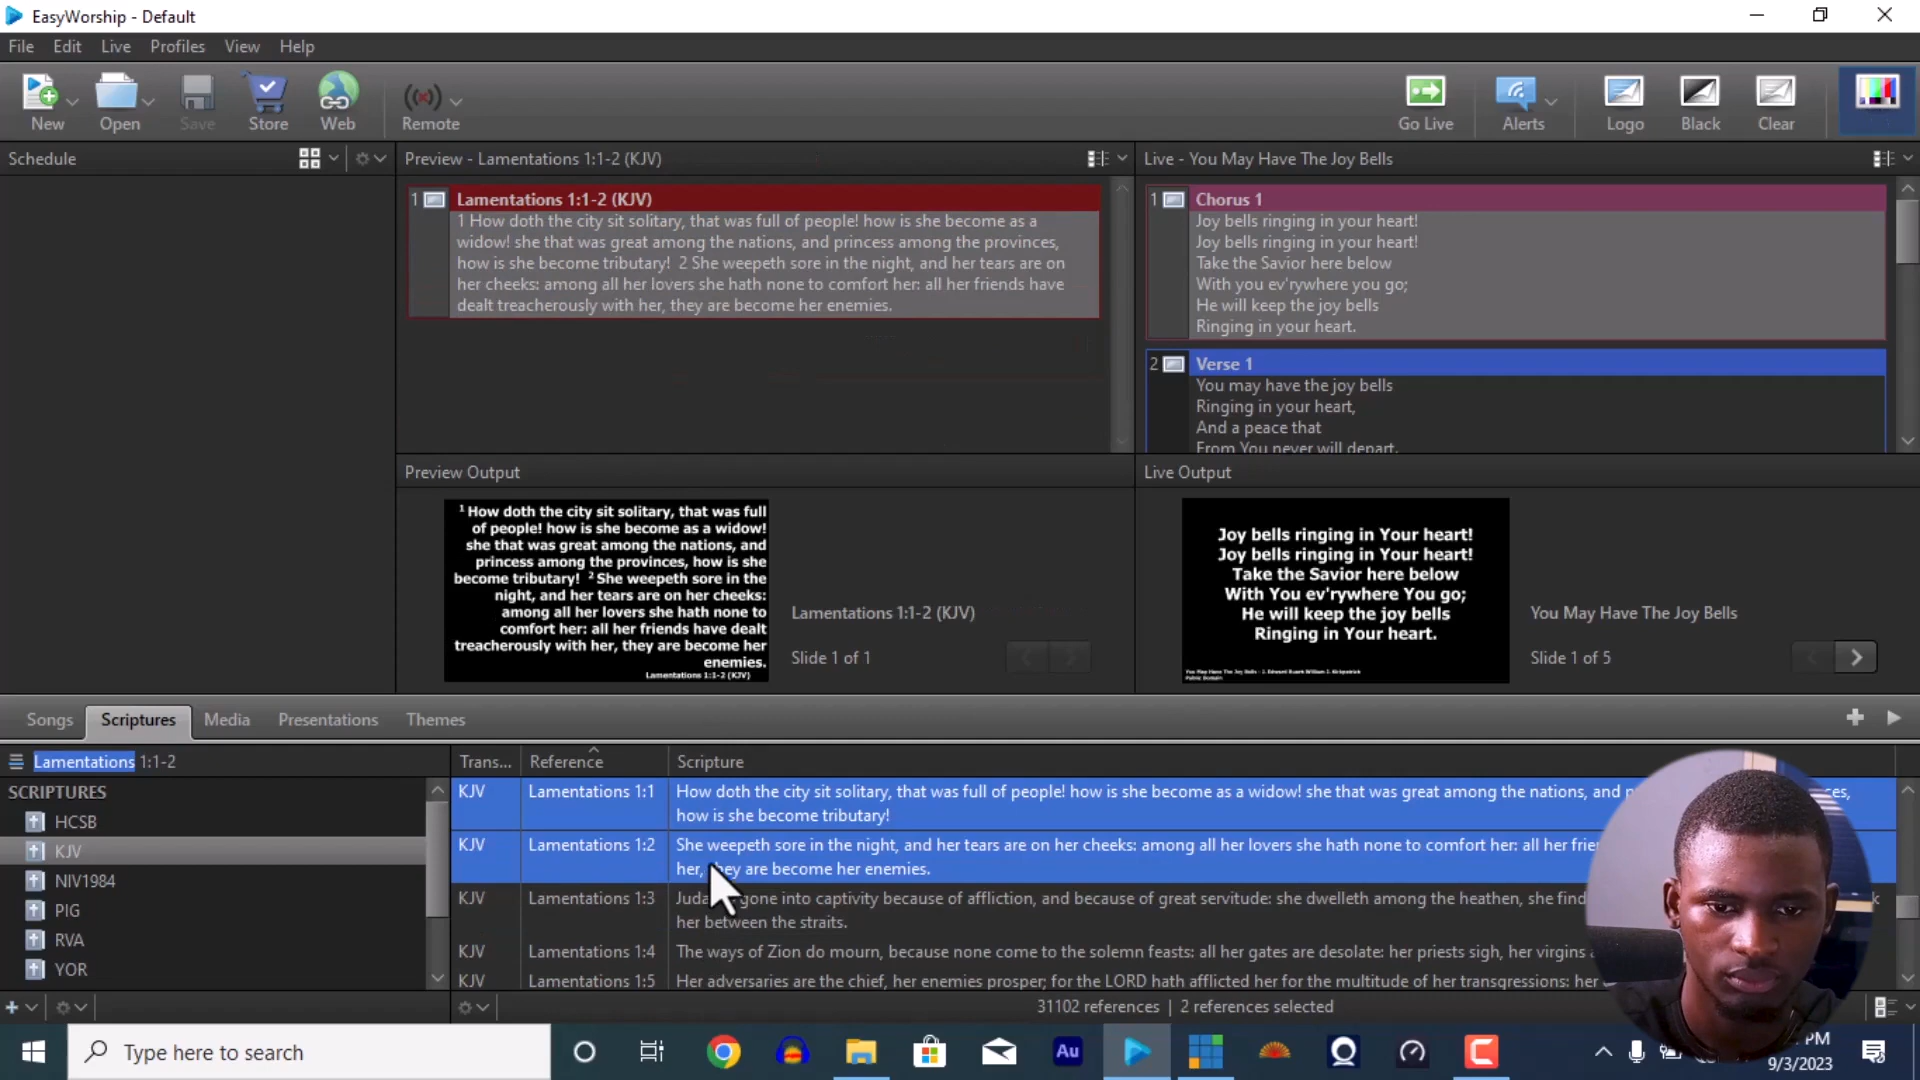 EasyWorship - Default
File Edit Live Profiles View Help
New Open Save Store Web Remote Go Live Alerts Logo Black Clear
Schedule
Preview - Lamentations 1:1-2 (KJV)
1 Lamentations 1:1-2 (KJV)
1 How doth the city sit solitary, that was full of people! how is she become as a
widow! she that was great among the nations, and princess among the provinces,
how is she become tributary! 2 She weepeth sore in the night, and her tears are on
her cheeks: among all her lovers she hath none to comfort her: all her friends have
dealt treacherously with her, they are become her enemies.
Live - You May Have The Joy Bells
1 Chorus 1
Joy bells ringing in your heart!
Joy bells ringing in your heart!
Take the Savior here below
With you ev'rywhere you go;
He will keep the joy bells
Ringing in your heart.
2 Verse 1
You may have the joy bells
Ringing in your heart,
And a peace that
From You never will depart,
Preview Output
1 How doth the city sit solitary, that was full
of people! how is she become as a widow!
she that was great among the nations, and
princess among the provinces, how is she
become tributary! 2 She weepeth sore in the
night, and her tears are on her cheeks:
among all her lovers she hath none to
comfort her: all her friends have dealt
treacherously with her, they are become her
enemies.
Lamentations 1:1-2 (KJV)
Lamentations 1:1-2 (KJV)
Slide 1 of 1
Live Output
Joy bells ringing in Your heart!
Joy bells ringing in Your heart!
Take the Savior here below
With You ev'rywhere You go;
He will keep the joy bells
Ringing in Your heart.
You May Have The Joy Bells - J. Edward Ruark William J. Kirkpatrick
Public Domain
You May Have The Joy Bells
Slide 1 of 5
Songs Scriptures Media Presentations Themes
Lamentations 1:1-2
SCRIPTURES
HCSB
KJV
NIV1984
PIG
RVA
YOR
Trans... Reference Scripture
KJV Lamentations 1:1 How doth the city sit solitary, that was full of people! how is she become as a widow! she that was great among the nations, and
how is she become tributary!
KJV Lamentations 1:2 She weepeth sore in the night, and her tears are on her cheeks: among all her lovers she hath none to comfort her: all her
her, they are become her enemies.
KJV Lamentations 1:3 gone into captivity because of affliction, and because of great servitude: she dwelleth among the heathen, she
her between the straits.
KJV Lamentations 1:4 The ways of Zion do mourn, because none come to the solemn feasts: all her gates are desolate: her priests sigh, her virgins
KJV Lamentations 1:5 Her adversaries are the chief, her enemies prosper; for the LORD hath afflicted her for the multitude of her transgressions: her
31102 references | 2 references selected
Type here to search
Au
PM
9/3/2023